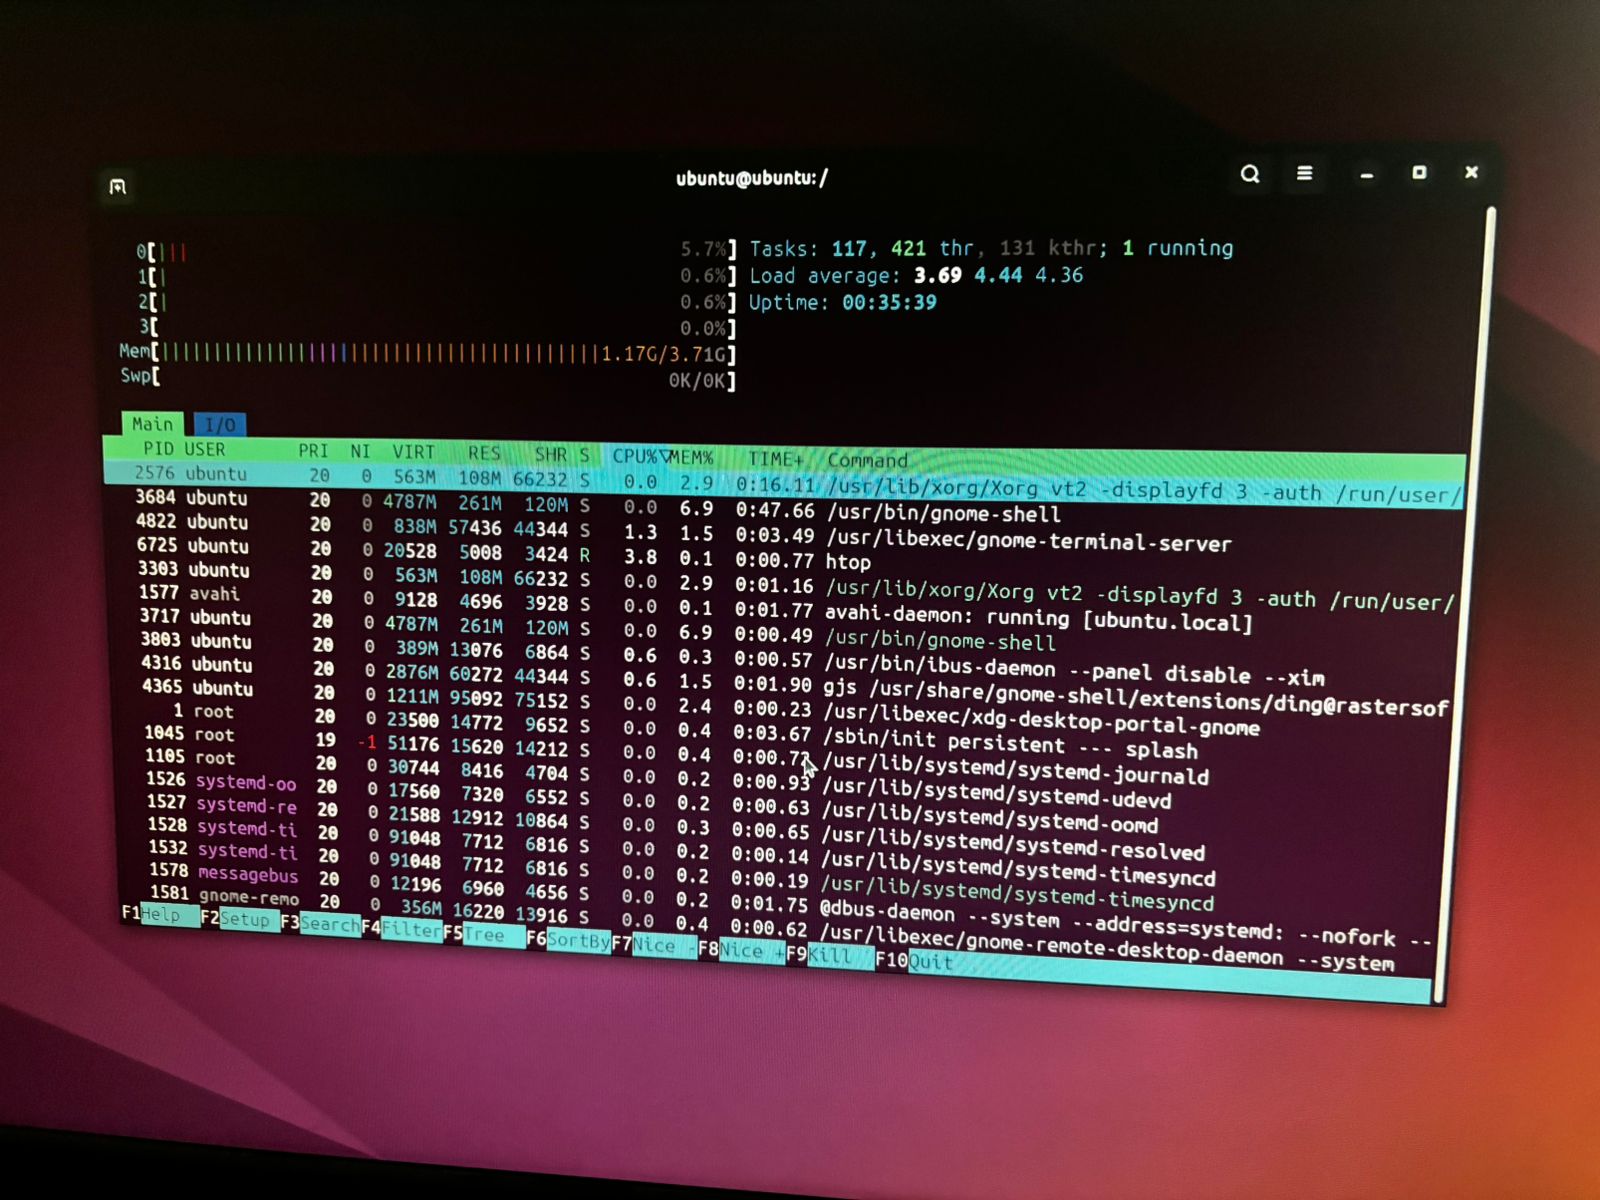 ubuntu@ubuntu:/
0[||| 5.7%] Tasks: 117, 421 thr, 131 kthr; 1 running
1[| 0.6%] Load average: 3.69 4.44 4.36
2[| 0.6%] Uptime: 00:35:39
3[ 0.0%]
Mem[||||||||||||||||||||||||||||||||||||||||1.17G/3.71G]
Swp[ 0K/0K]
Main I/O
PID USER PRI NI VIRT RES SHR S CPU%▽MEM% TIME+ Command
2576 ubuntu 20 0 563M 108M 66232 S 0.0 2.9 0:16.11 /usr/lib/xorg/Xorg vt2 -displayfd 3 -auth /run/user/
3684 ubuntu 20 0 4787M 261M 120M S 0.0 6.9 0:47.66 /usr/bin/gnome-shell
4822 ubuntu 20 0 838M 57436 44344 S 1.3 1.5 0:03.49 /usr/libexec/gnome-terminal-server
6725 ubuntu 20 0 20528 5008 3424 R 3.8 0.1 0:00.77 htop
3303 ubuntu 20 0 563M 108M 66232 S 0.0 2.9 0:01.16 /usr/lib/xorg/Xorg vt2 -displayfd 3 -auth /run/user/
1577 avahi 20 0 9128 4696 3928 S 0.0 0.1 0:01.77 avahi-daemon: running [ubuntu.local]
3717 ubuntu 20 0 4787M 261M 120M S 0.0 6.9 0:00.49 /usr/bin/gnome-shell
3803 ubuntu 20 0 389M 13076 6864 S 0.6 0.3 0:00.57 /usr/bin/ibus-daemon --panel disable --xim
4316 ubuntu 20 0 2876M 60272 44344 S 0.6 1.5 0:01.90 gjs /usr/share/gnome-shell/extensions/ding@rastersof
4365 ubuntu 20 0 1211M 95092 75152 S 0.0 2.4 0:00.23 /usr/libexec/xdg-desktop-portal-gnome
1 root 20 0 23500 14772 9652 S 0.0 0.4 0:03.67 /sbin/init persistent --- splash
1045 root 19 -1 51176 15620 14212 S 0.0 0.4 0:00.72 /usr/lib/systemd/systemd-journald
1105 root 20 0 30744 8416 4704 S 0.0 0.2 0:00.93 /usr/lib/systemd/systemd-udevd
1526 systemd-oo 20 0 17560 7320 6552 S 0.0 0.2 0:00.63 /usr/lib/systemd/systemd-oomd
1527 systemd-re 20 0 21588 12912 10864 S 0.0 0.3 0:00.65 /usr/lib/systemd/systemd-resolved
1528 systemd-ti 20 0 91048 7712 6816 S 0.0 0.2 0:00.14 /usr/lib/systemd/systemd-timesyncd
1532 systemd-ti 20 0 91048 7712 6816 S 0.0 0.2 0:00.19 /usr/lib/systemd/systemd-timesyncd
1578 messagebus 20 0 12196 6960 4656 S 0.0 0.2 0:01.75 @dbus-daemon --system --address=systemd: --nofork --
1581 gnome-remo 20 0 356M 16220 13916 S 0.0 0.4 0:00.62 /usr/libexec/gnome-remote-desktop-daemon --system
F1Help F2Setup F3SearchF4FilterF5Tree F6SortByF7Nice -F8Nice +F9Kill F10Quit